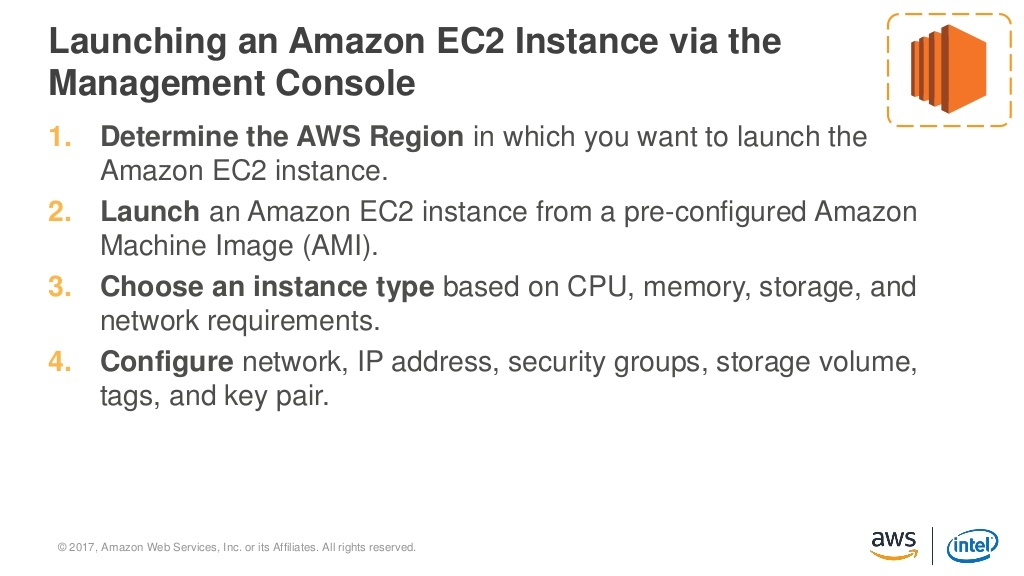 Launching an Amazon EC2 Instance via the
Management Console
1. Determine the AWS Region in which you want to launch the
Amazon EC2 instance.
2. Launch an Amazon EC2 instance from a pre-configured Amazon
Machine Image (AMI).
3. Choose an instance type based on CPU, memory, storage, and
network requirements.
4. Configure network, IP address, security groups, storage volume,
tags, and key pair.
© 2017, Amazon Web Services, Inc. or its Affiliates. All rights reserved.
aws
intel